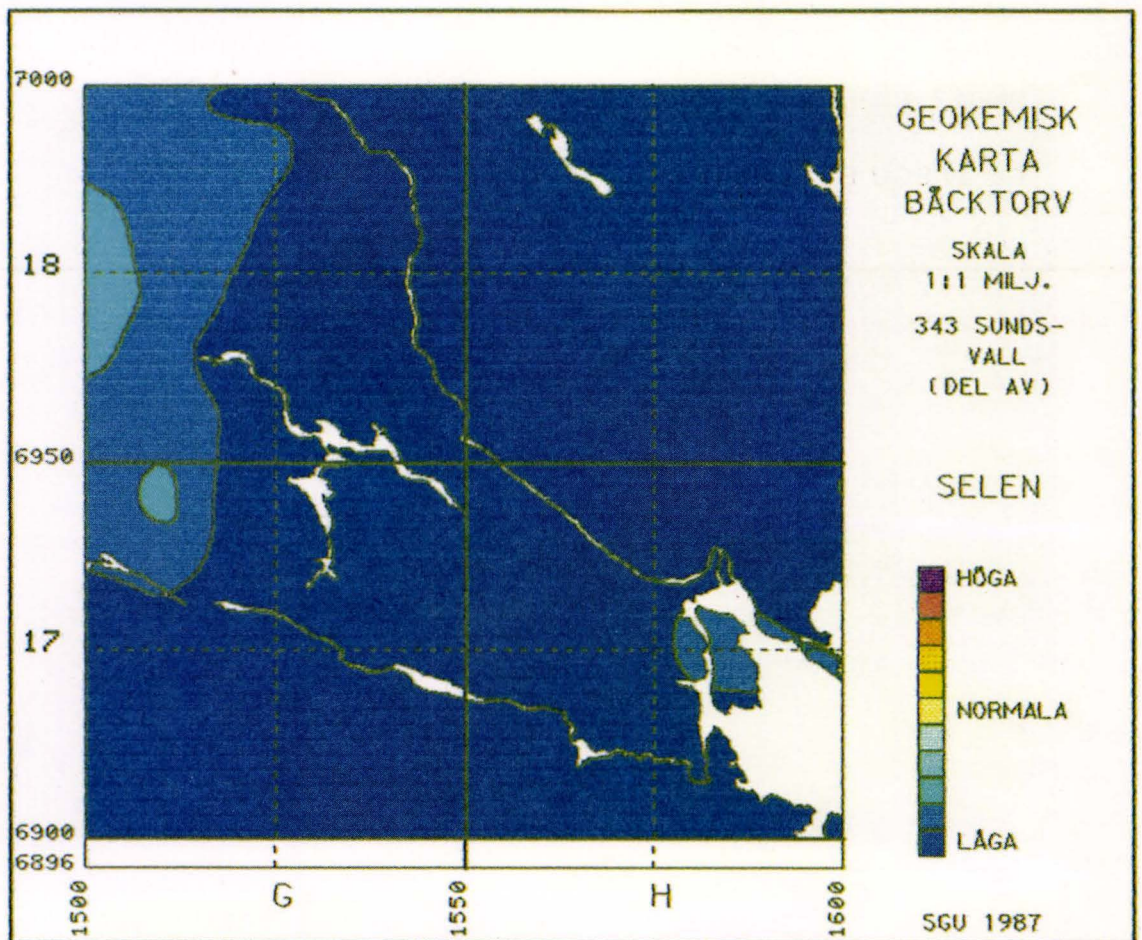 7000
18
6950
17
6900
6896
1500
G
1550
H
1600
GEOKEMISK
KARTA
BÄCKTORV
SKALA
1:1 MILJ.
343 SUNDS-
VALL
(DEL AV)
SELEN
HÖGA
NORMALA
LÅGA
SGU 1987